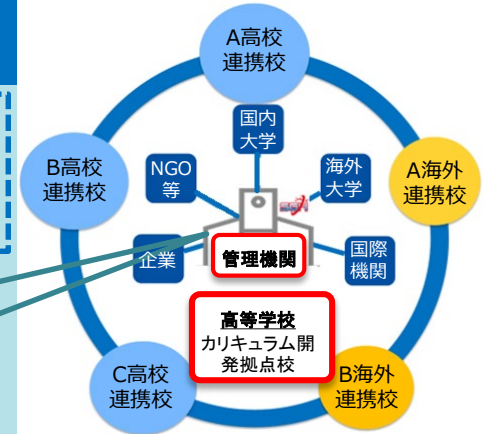 A高校
連携校
国内
大学
B高校
連携校
NGO
等
海外
大学
A海外
連携校
企業
管理機関
国際
機関
高等学校
カリキュラム開
発拠点校
C高校
連携校
B海外
連携校